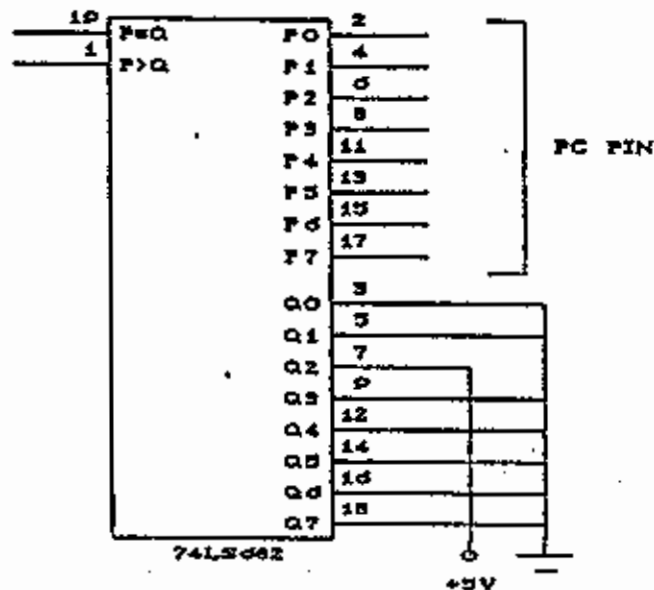 19 P=Q P0 2
1 P>Q P1 4
P2 6
P3 8
P4 11
P5 13
P6 15
P7 17
PC PIN
Q0 3
Q1 5
Q2 7
Q3 9
Q4 12
Q5 14
Q6 16
Q7 18
74LS682
+5V